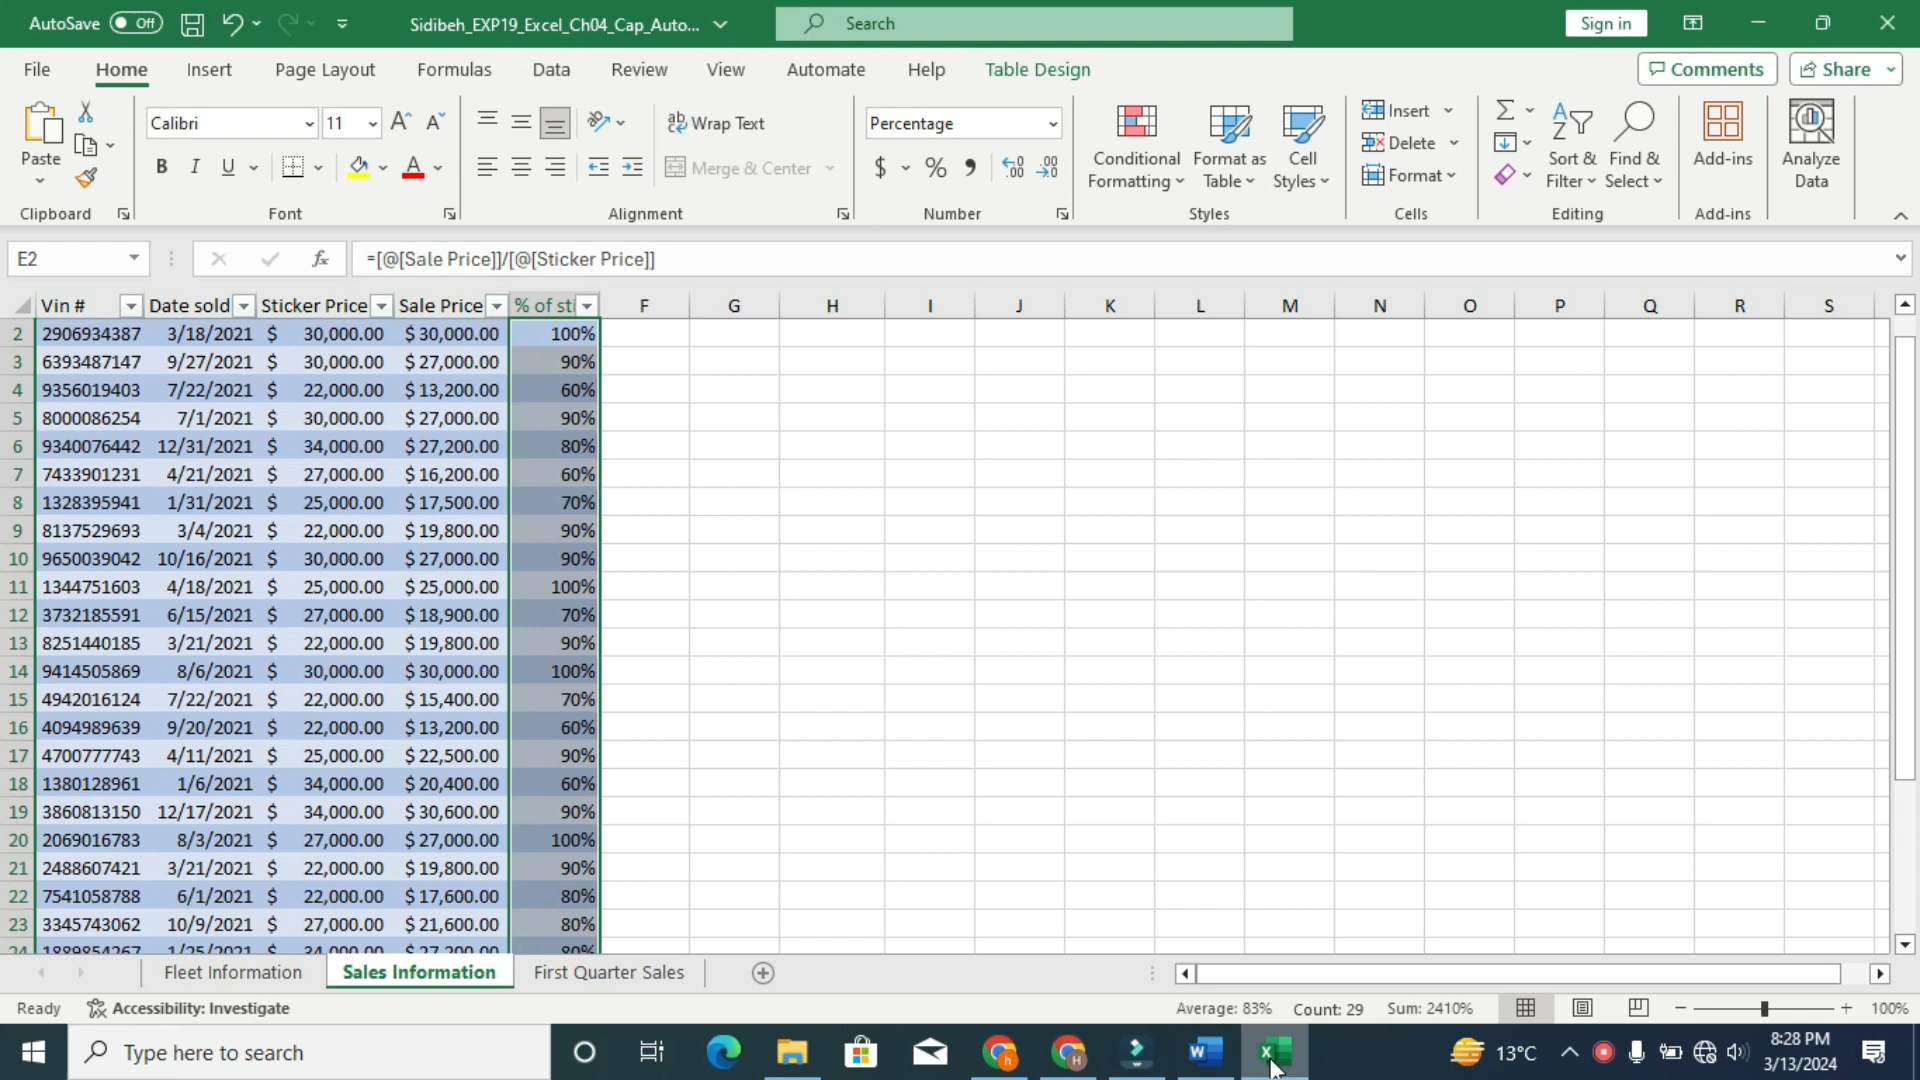 AutoSave Off Sidibeh_EXP19_Excel_Ch04_Cap_Auto... Search Sign in
File Home Insert Page Layout Formulas Data Review View Automate Help Table Design Comments Share
Calibri 11 Wrap Text Percentage Insert
Paste B I U Merge & Center $ % Conditional Formatting Format as Table Cell Styles Delete Format Sort & Filter Find & Select Add-ins Analyze Data
Clipboard Font Alignment Number Styles Cells Editing Add-ins
E2 fx =[@[Sale Price]]/[@[Sticker Price]]
Vin # Date sold Sticker Price Sale Price % of sti F G H I J K L M N O P Q R S
2 2906934387 3/18/2021 $ 30,000.00 $ 30,000.00 100%
3 6393487147 9/27/2021 $ 30,000.00 $ 27,000.00 90%
4 9356019403 7/22/2021 $ 22,000.00 $ 13,200.00 60%
5 8000086254 7/1/2021 $ 30,000.00 $ 27,000.00 90%
6 9340076442 12/31/2021 $ 34,000.00 $ 27,200.00 80%
7 7433901231 4/21/2021 $ 27,000.00 $ 16,200.00 60%
8 1328395941 1/31/2021 $ 25,000.00 $ 17,500.00 70%
9 8137529693 3/4/2021 $ 22,000.00 $ 19,800.00 90%
10 9650039042 10/16/2021 $ 30,000.00 $ 27,000.00 90%
11 1344751603 4/18/2021 $ 25,000.00 $ 25,000.00 100%
12 3732185591 6/15/2021 $ 27,000.00 $ 18,900.00 70%
13 8251440185 3/21/2021 $ 22,000.00 $ 19,800.00 90%
14 9414505869 8/6/2021 $ 30,000.00 $ 30,000.00 100%
15 4942016124 7/22/2021 $ 22,000.00 $ 15,400.00 70%
16 4094989639 9/20/2021 $ 22,000.00 $ 13,200.00 60%
17 4700777743 4/11/2021 $ 25,000.00 $ 22,500.00 90%
18 1380128961 1/6/2021 $ 34,000.00 $ 20,400.00 60%
19 3860813150 12/17/2021 $ 34,000.00 $ 30,600.00 90%
20 2069016783 8/3/2021 $ 27,000.00 $ 27,000.00 100%
21 2488607421 3/21/2021 $ 22,000.00 $ 19,800.00 90%
22 7541058788 6/1/2021 $ 22,000.00 $ 17,600.00 80%
23 3345743062 10/9/2021 $ 27,000.00 $ 21,600.00 80%
24 1889854267 1/25/2021 $ 34,000.00 $ 27,200.00 80%
Fleet Information Sales Information First Quarter Sales
Ready Accessibility: Investigate Average: 83% Count: 29 Sum: 2410% 100%
Type here to search 13°C 8:28 PM
3/13/2024